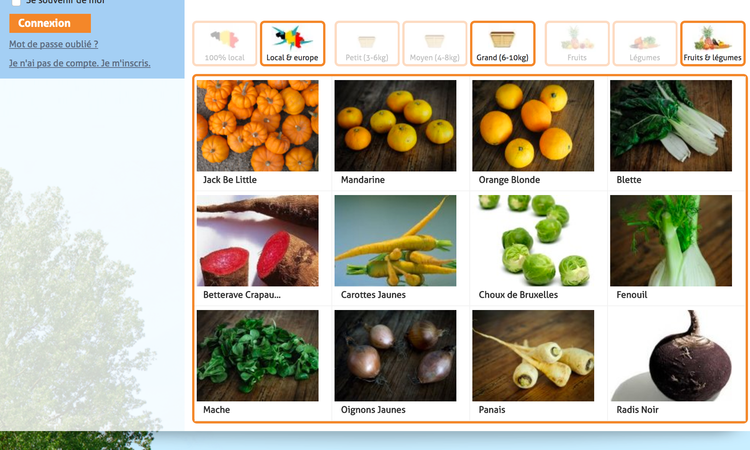 Se souvenir de moi
Connexion
Mot de passe oublié ?
Je n'ai pas de compte. Je m'inscris.
100% local
Local & europe
Petit (3-6kg)
Moyen (4-8kg)
Grand (6-10kg)
Fruits
Légumes
Fruits & légumes
Jack Be Little
Mandarine
Orange Blonde
Blette
Betterave Crapau...
Carottes Jaunes
Choux de Bruxelles
Fenouil
Mache
Oignons Jaunes
Panais
Radis Noir